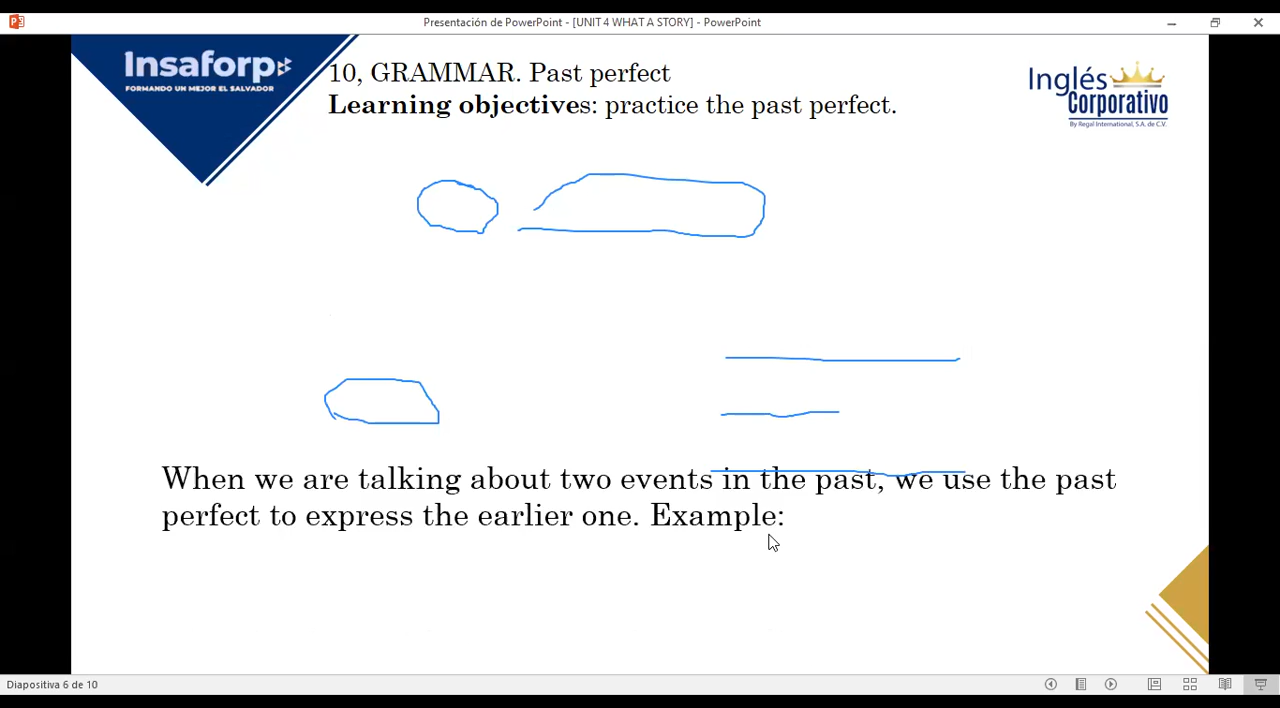 Presentación de PowerPoint - [UNIT 4 WHAT A STORY] - PowerPoint
Insaforp
FORMANDO UN MEJOR EL SALVADOR
10, GRAMMAR. Past perfect
Learning objectives: practice the past perfect.
Inglés
Corporativo
By Regal International, S.A. de C.V.
When we are talking about two events in the past, we use the past
perfect to express the earlier one. Example:
Diapositiva 6 de 10